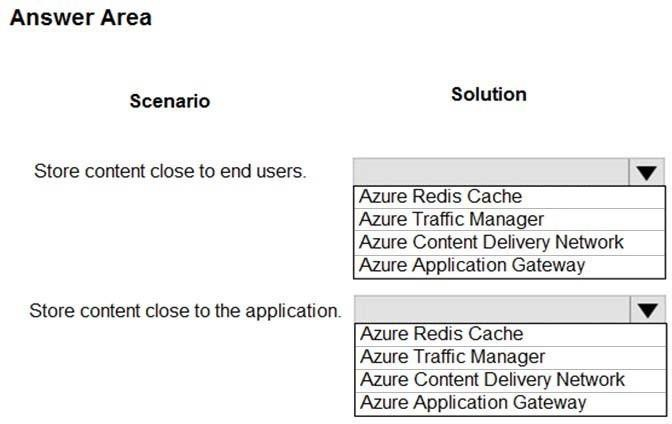 Answer Area
Scenario
Solution
Store content close to end users.
Azure Redis Cache
Azure Traffic Manager
Azure Content Delivery Network
Azure Application Gateway
Store content close to the application.
Azure Redis Cache
Azure Traffic Manager
Azure Content Delivery Network
Azure Application Gateway